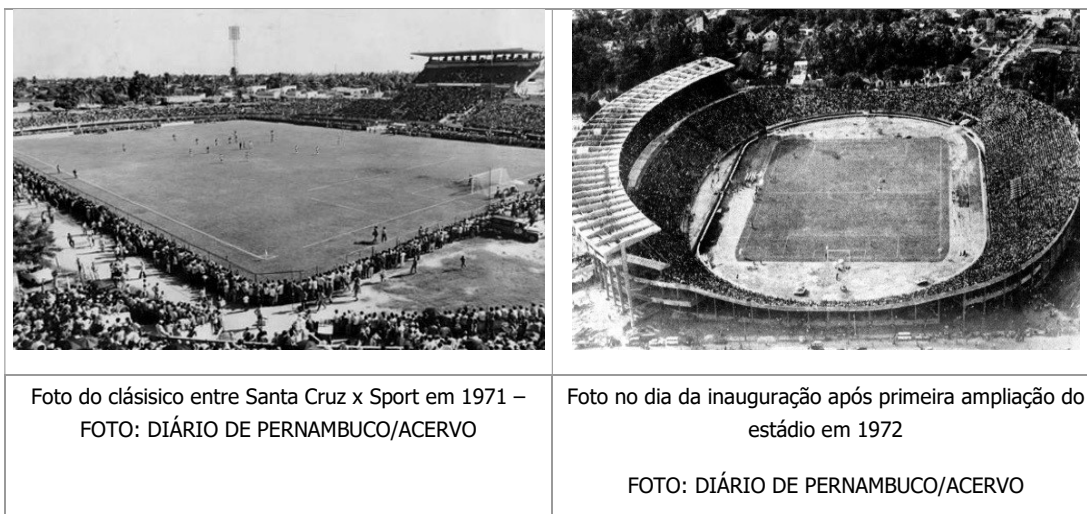 Foto do clásisico entre Santa Cruz x Sport em 1971 –
FOTO: DIÁRIO DE PERNAMBUCO/ACERVO
Foto no dia da inauguração após primeira ampliação do
estádio em 1972
FOTO: DIÁRIO DE PERNAMBUCO/ACERVO